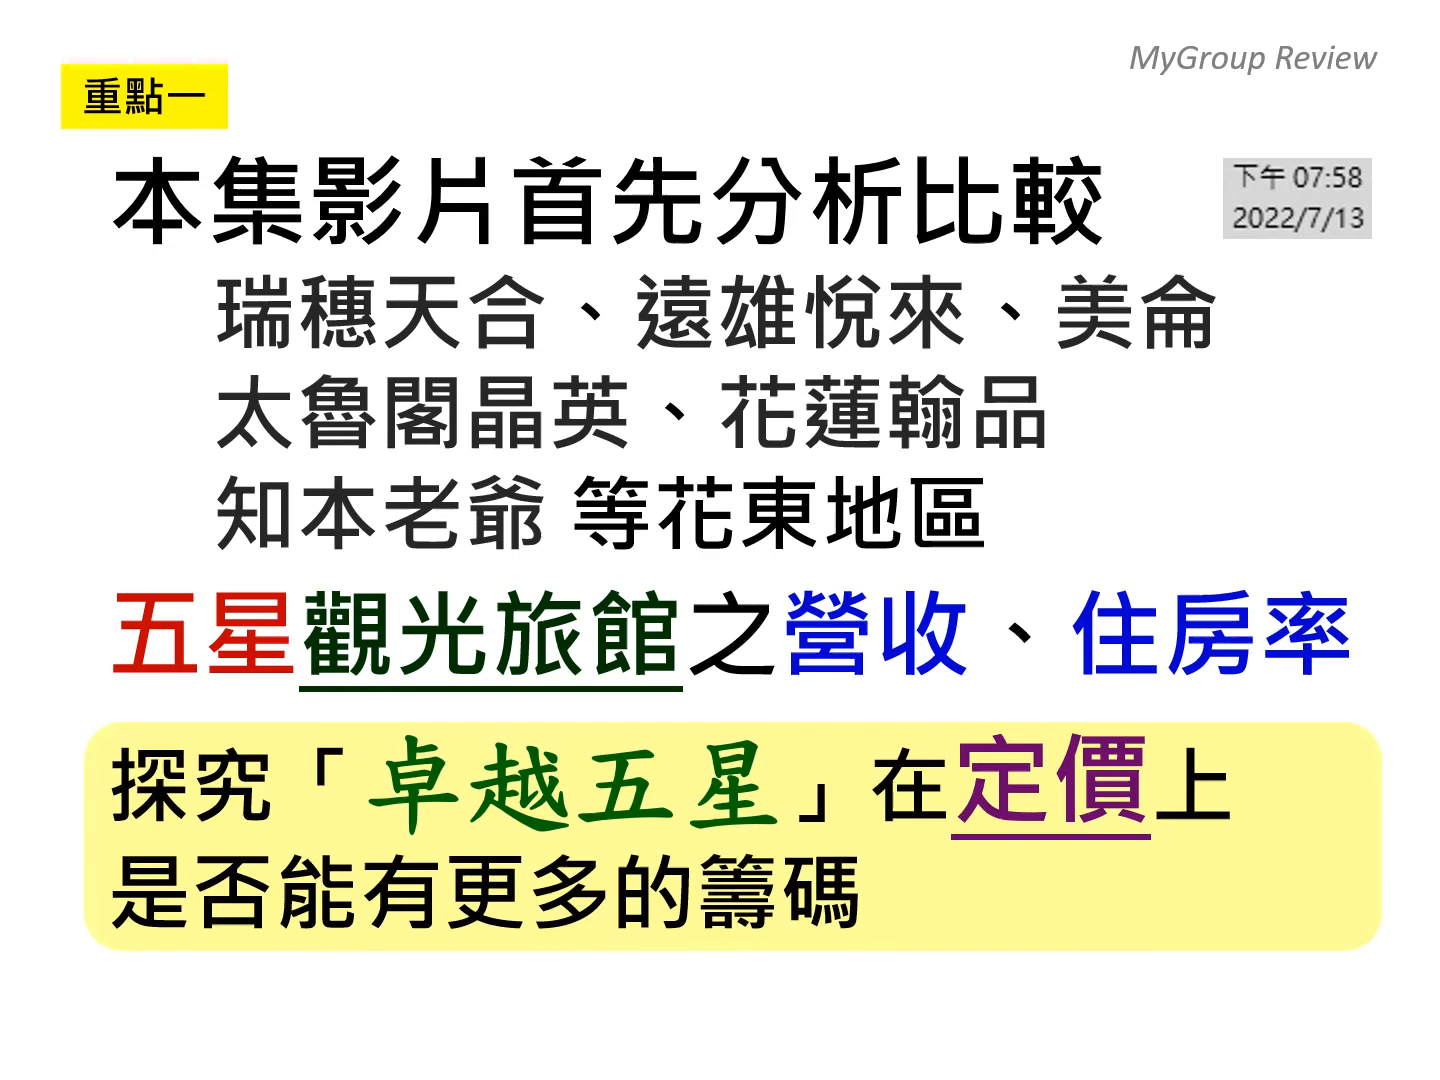 MyGroup Review
重點一
本集影片首先分析比較
下午 07:58
2022/7/13
瑞穗天合、遠雄悅來、美侖
太魯閣晶英、花蓮翰品
知本老爺 等花東地區
五星觀光旅館之營收、住房率
探究「卓越五星」在定價上
是否能有更多的籌碼